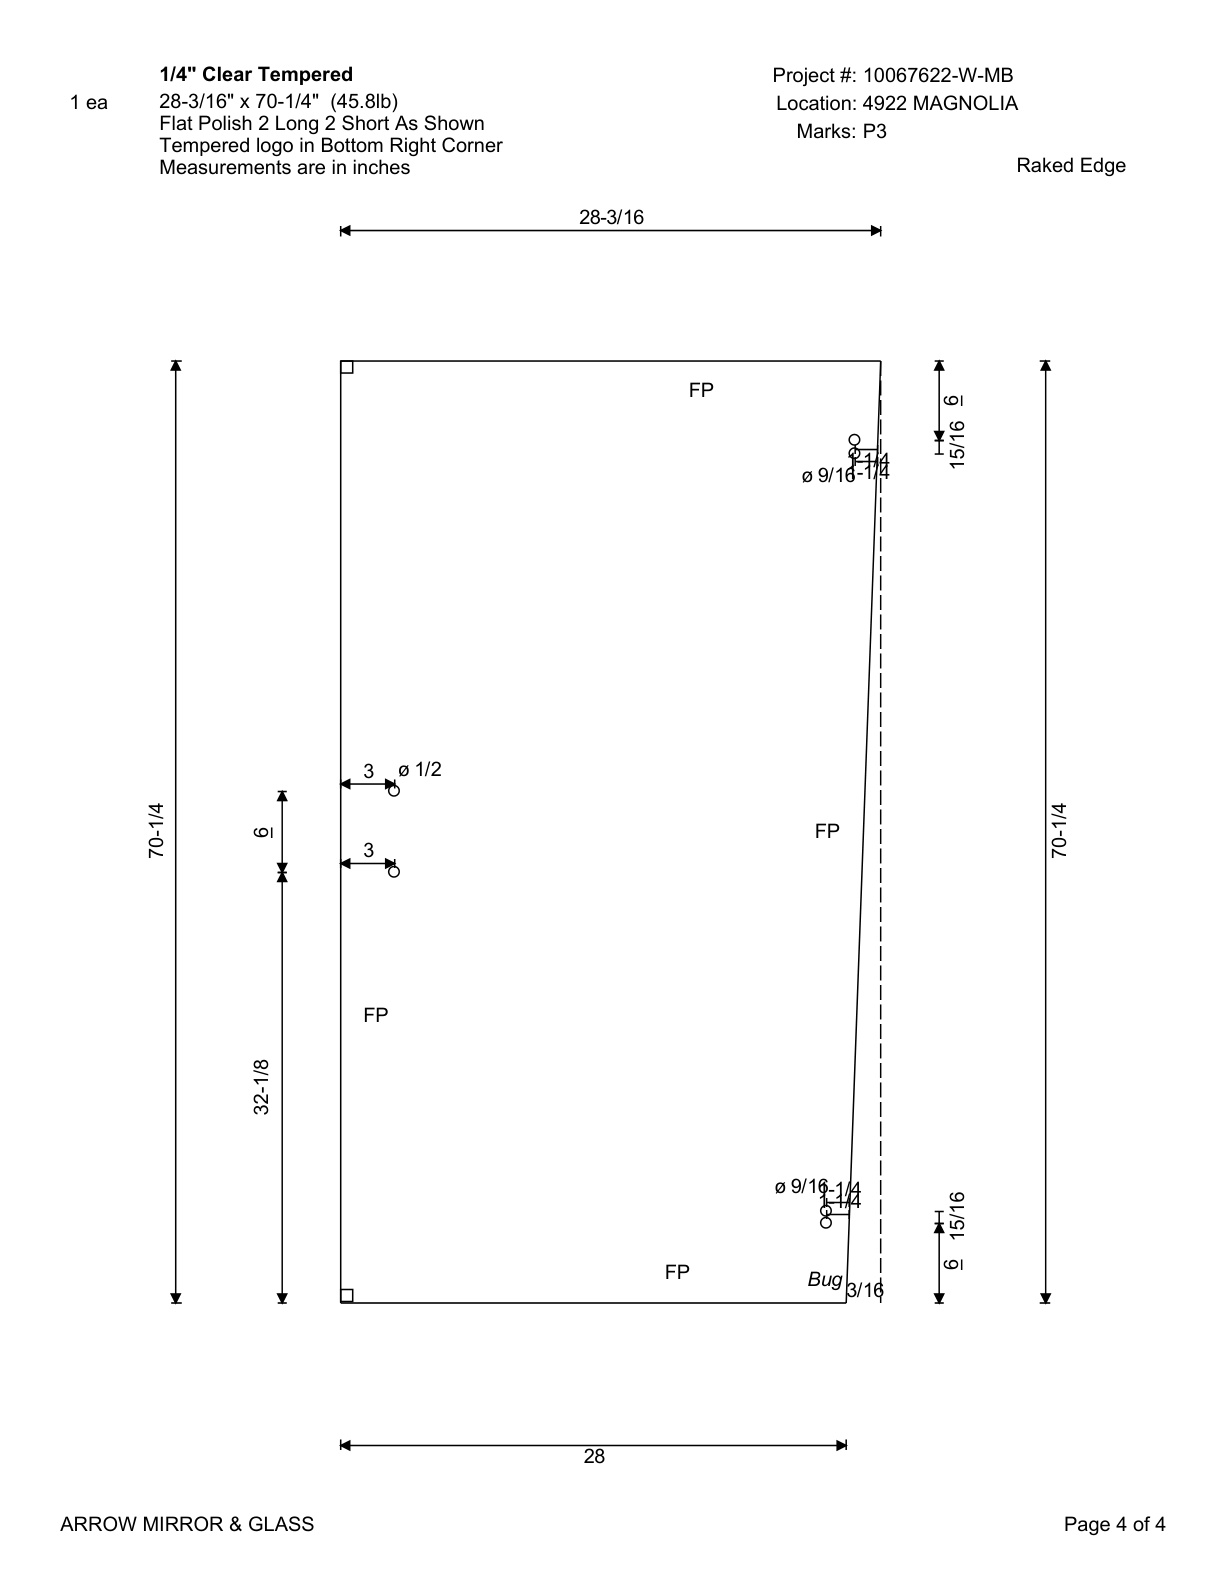 1/4" Clear Tempered
Project #: 10067622-W-MB
1 ea
28-3/16" x 70-1/4"  (45.8lb)
Location: 4922 MAGNOLIA
Flat Polish 2 Long 2 Short As Shown
Marks: P3
Tempered logo in Bottom Right Corner
Measurements are in inches
Raked Edge
28-3/16
FP
6
15/16
1-1/4
1-1/4
ø 9/16
3
ø 1/2
70-1/4
6
FP
70-1/4
3
FP
32-1/8
ø 9/16
1-1/4
1-1/4
15/16
6
FP
Bug
3/16
28
ARROW MIRROR & GLASS
Page 4 of 4